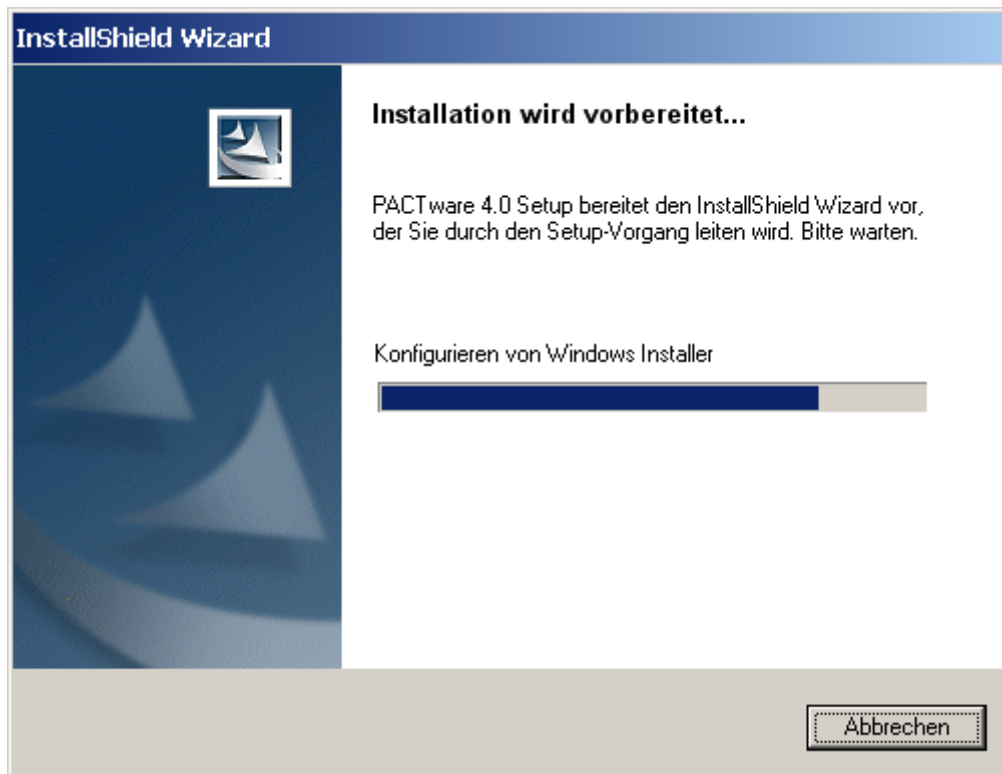 InstallShield Wizard
Installation wird vorbereitet...
PACTware 4.0 Setup bereitet den InstallShield Wizard vor,
der Sie durch den Setup-Vorgang leiten wird. Bitte warten.
Konfigurieren von Windows Installer
Abbrechen